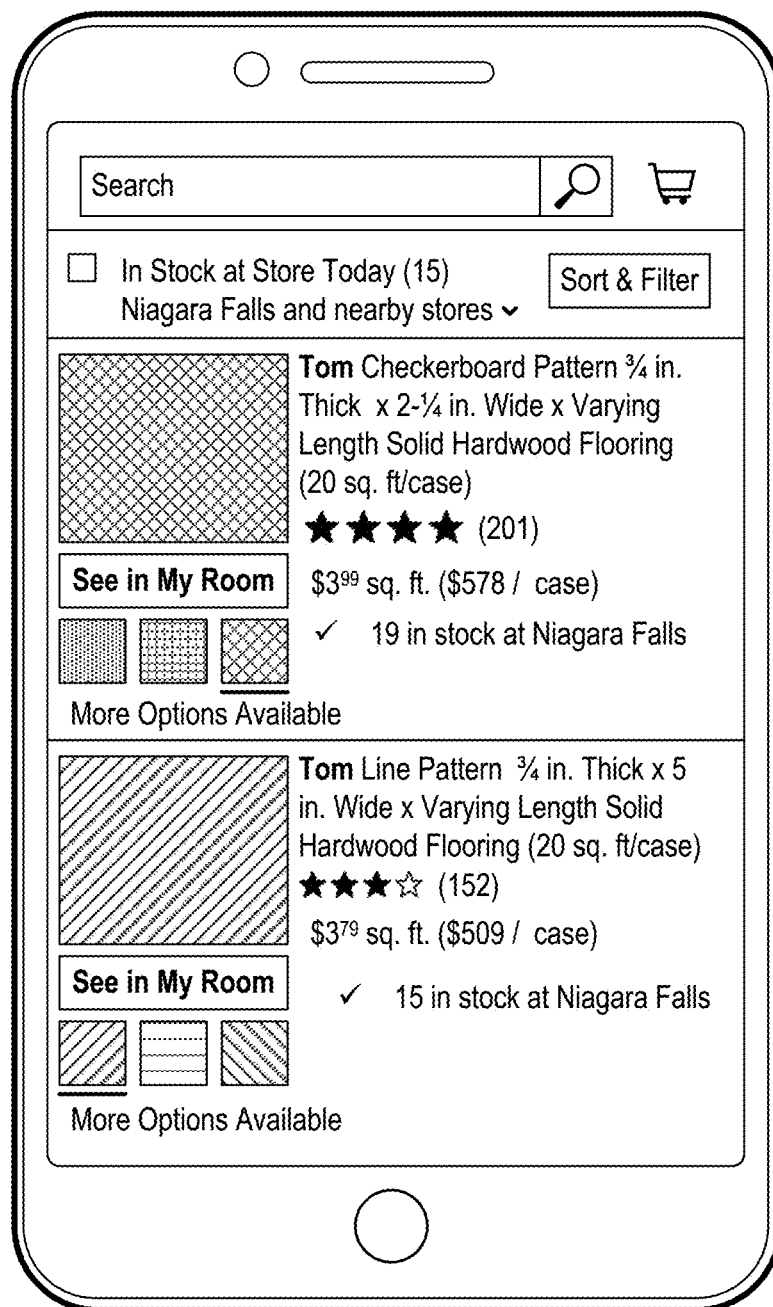 Search
In Stock at Store Today (15)
Niagara Falls and nearby stores
Sort & Filter
Tom Checkerboard Pattern ¾ in.
Thick x 2-¼ in. Wide x Varying
Length Solid Hardwood Flooring
(20 sq. ft/case)
(201)
See in My Room
$3⁹⁹ sq. ft. ($578 / case)
19 in stock at Niagara Falls
More Options Available
Tom Line Pattern ¾ in. Thick x 5
in. Wide x Varying Length Solid
Hardwood Flooring (20 sq. ft/case)
(152)
$3⁷⁹ sq. ft. ($509 / case)
See in My Room
15 in stock at Niagara Falls
More Options Available